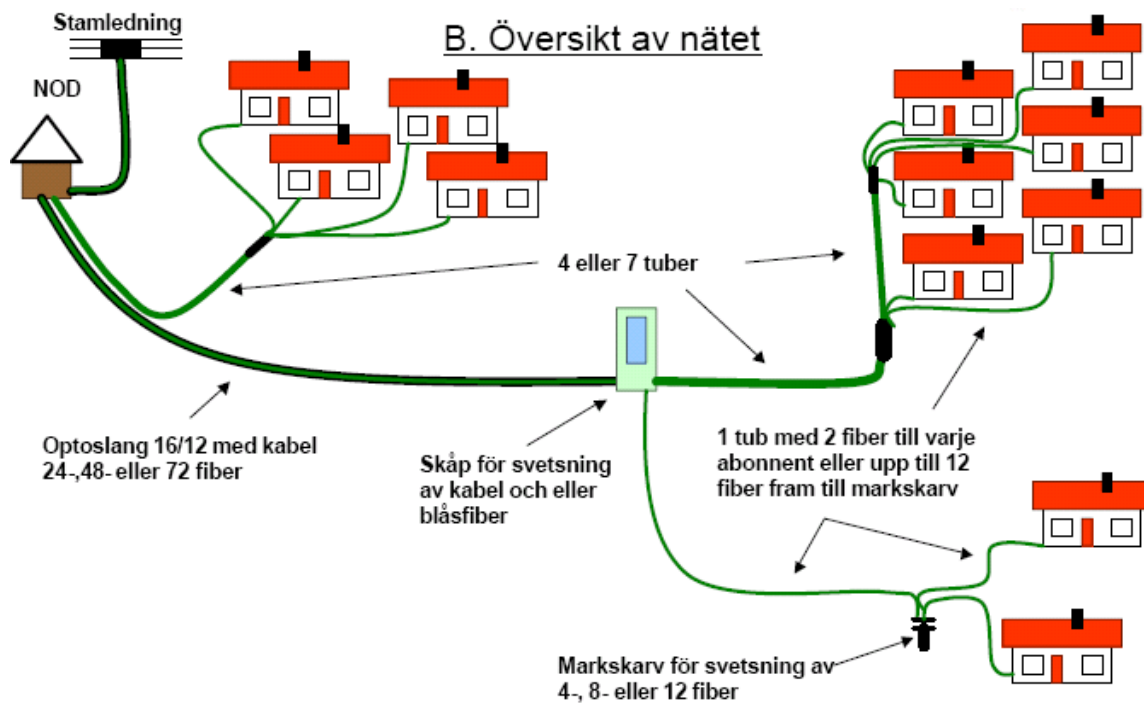 Stamledning
B. Översikt av nätet
NOD
4 eller 7 tuber
Optoslang 16/12 med kabel
24-,48- eller 72 fiber
Skåp för svetsning
av kabel och eller
blåsfiber
1 tub med 2 fiber till varje
abonnent eller upp till 12
fiber fram till markskarv
Markskarv för svetsning av
4-, 8- eller 12 fiber